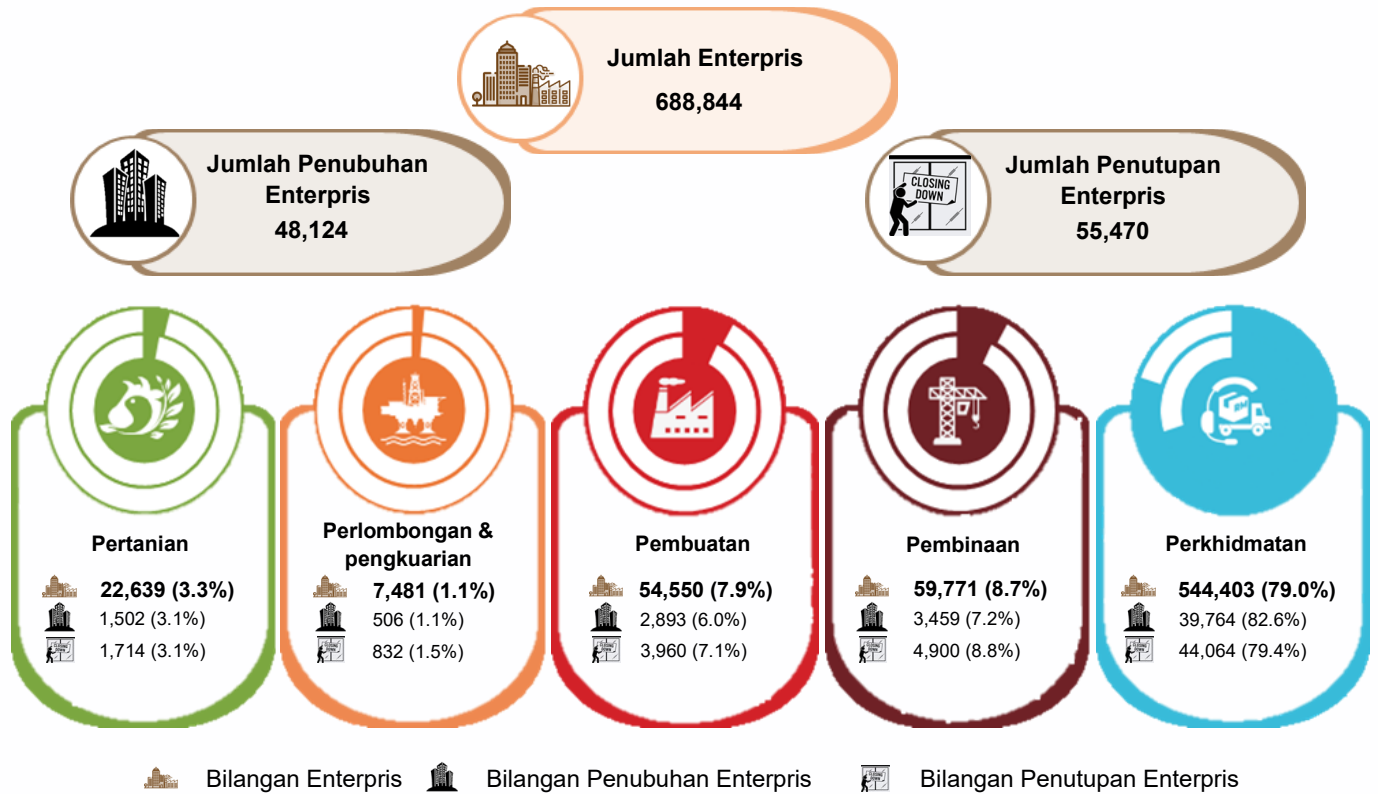 Jumlah Enterpris
688,844
Jumlah Penubuhan
Enterpris
48,124
CLOSING
DOWN
Jumlah Penutupan
Enterpris
55,470
Pertanian
22,639 (3.3%)
1,502 (3.1%)
1,714 (3.1%)
Perlombongan &
pengkuarian
7,481 (1.1%)
506 (1.1%)
832 (1.5%)
Pembuatan
54,550 (7.9%)
2,893 (6.0%)
3,960 (7.1%)
Pembinaan
59,771 (8.7%)
3,459 (7.2%)
4,900 (8.8%)
Perkhidmatan
544,403 (79.0%)
39,764 (82.6%)
44,064 (79.4%)
Bilangan Enterpris
Bilangan Penubuhan Enterpris
Bilangan Penutupan Enterpris